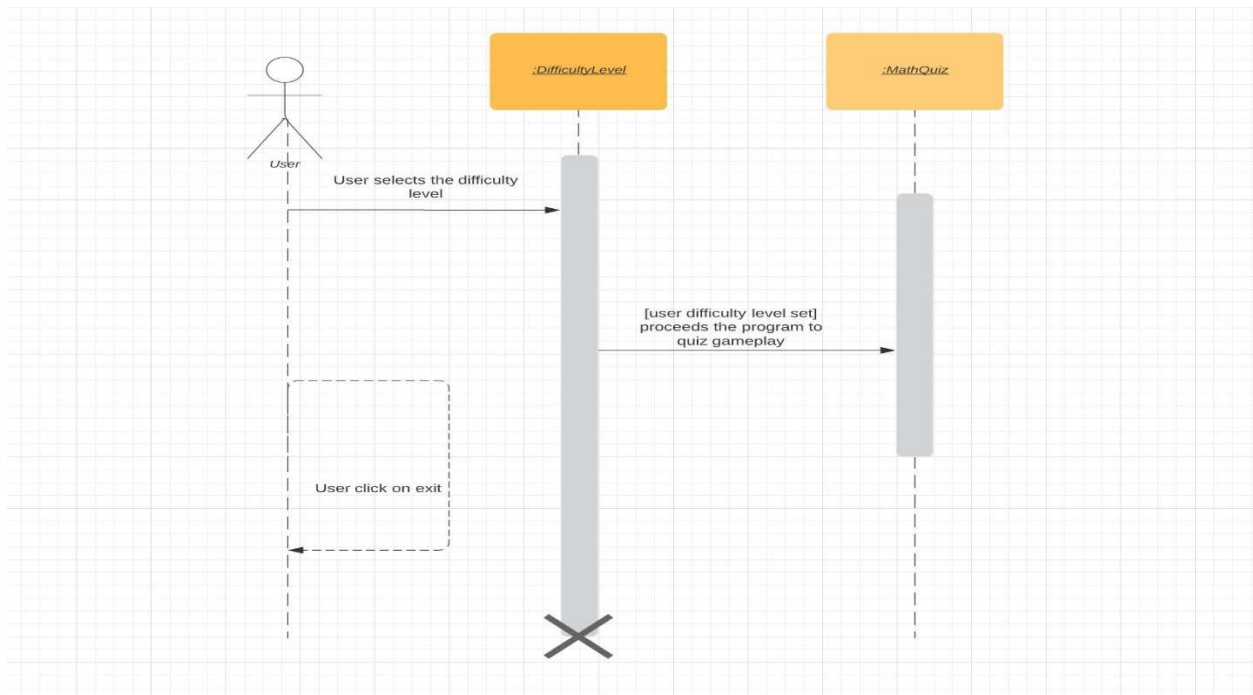 :DifficultyLevel
:MathQuiz
User
User selects the difficulty
level
[user difficulty level set]
proceeds the program to
quiz gameplay
User click on exit